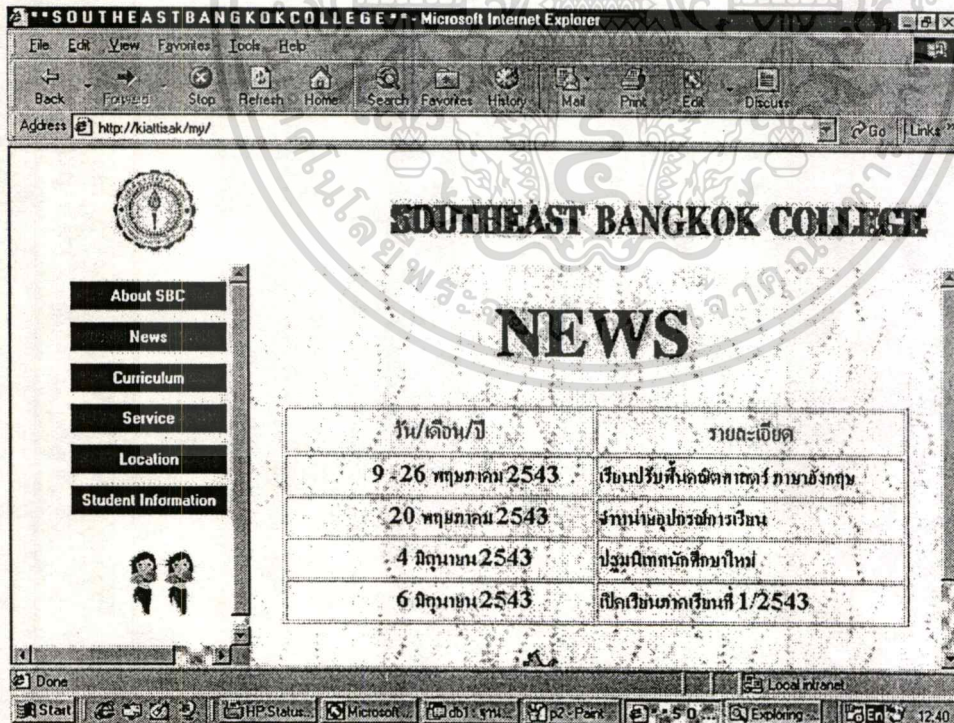 **SOUTHEASTBANGKOKCOLLEGE** - Microsoft Internet Explorer
File Edit View Favorites Tools Help
Back Forward Stop Refresh Home Search Favorites History Mail Print Edit Discuss
Address http://kiattisak/my/ Go Links »
SOUTHEAST BANGKOK COLLEGE
About SBC
News
Curriculum
Service
Location
Student Information
NEWS
วัน/เดือน/ปี รายละเอียด
9 - 26 พฤษภาคม 2543 เรียนปรับพื้นคณิตศาสตร์ ภาษาอังกฤษ
20 พฤษภาคม 2543 จำหน่ายอุปกรณ์การเรียน
4 มิถุนายน 2543 ปฐมนิเทศนักศึกษาใหม่
6 มิถุนายน 2543 เปิดเรียนภาคเรียนที่ 1/2543
Done Local intranet
Start HP Status... Microsoft... db1 : ฐาน... p2 - Paint Exploring - 12:40